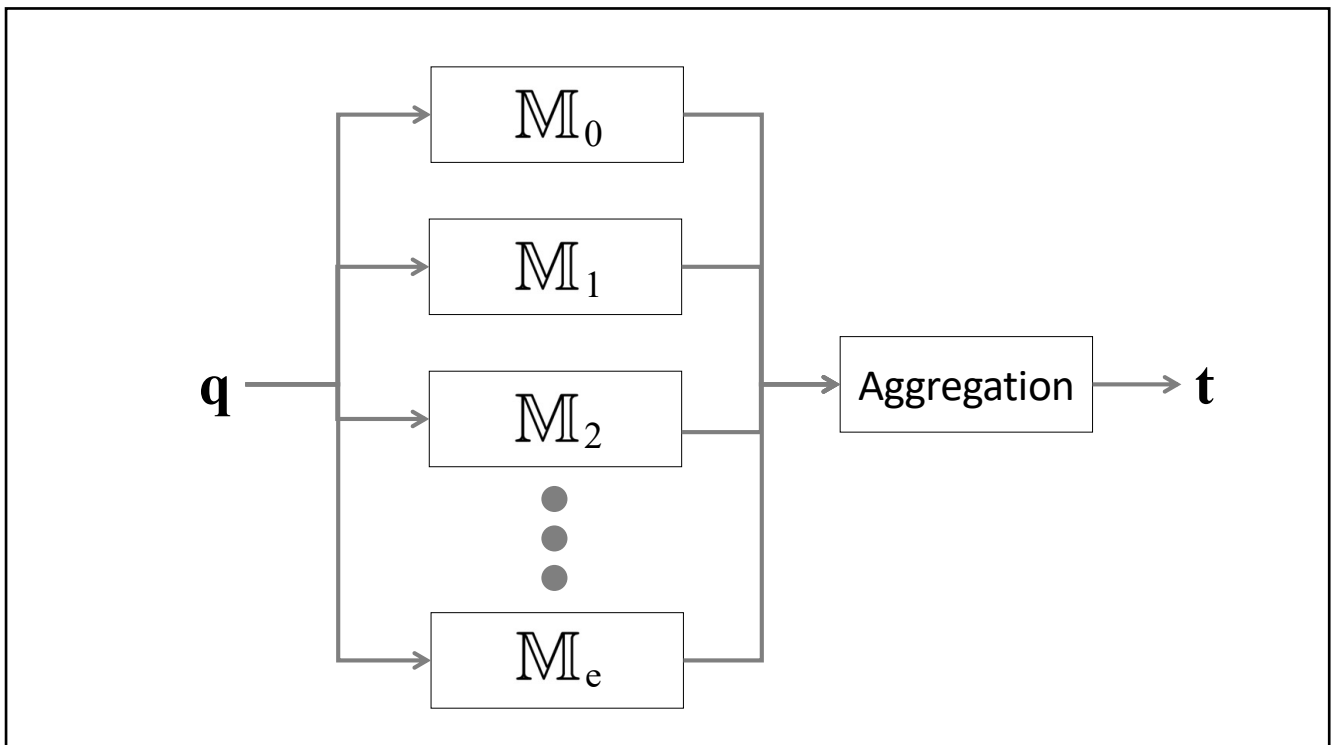 𝕄₀
𝕄₁
q
𝕄₂
Aggregation
t
𝕄ₑ